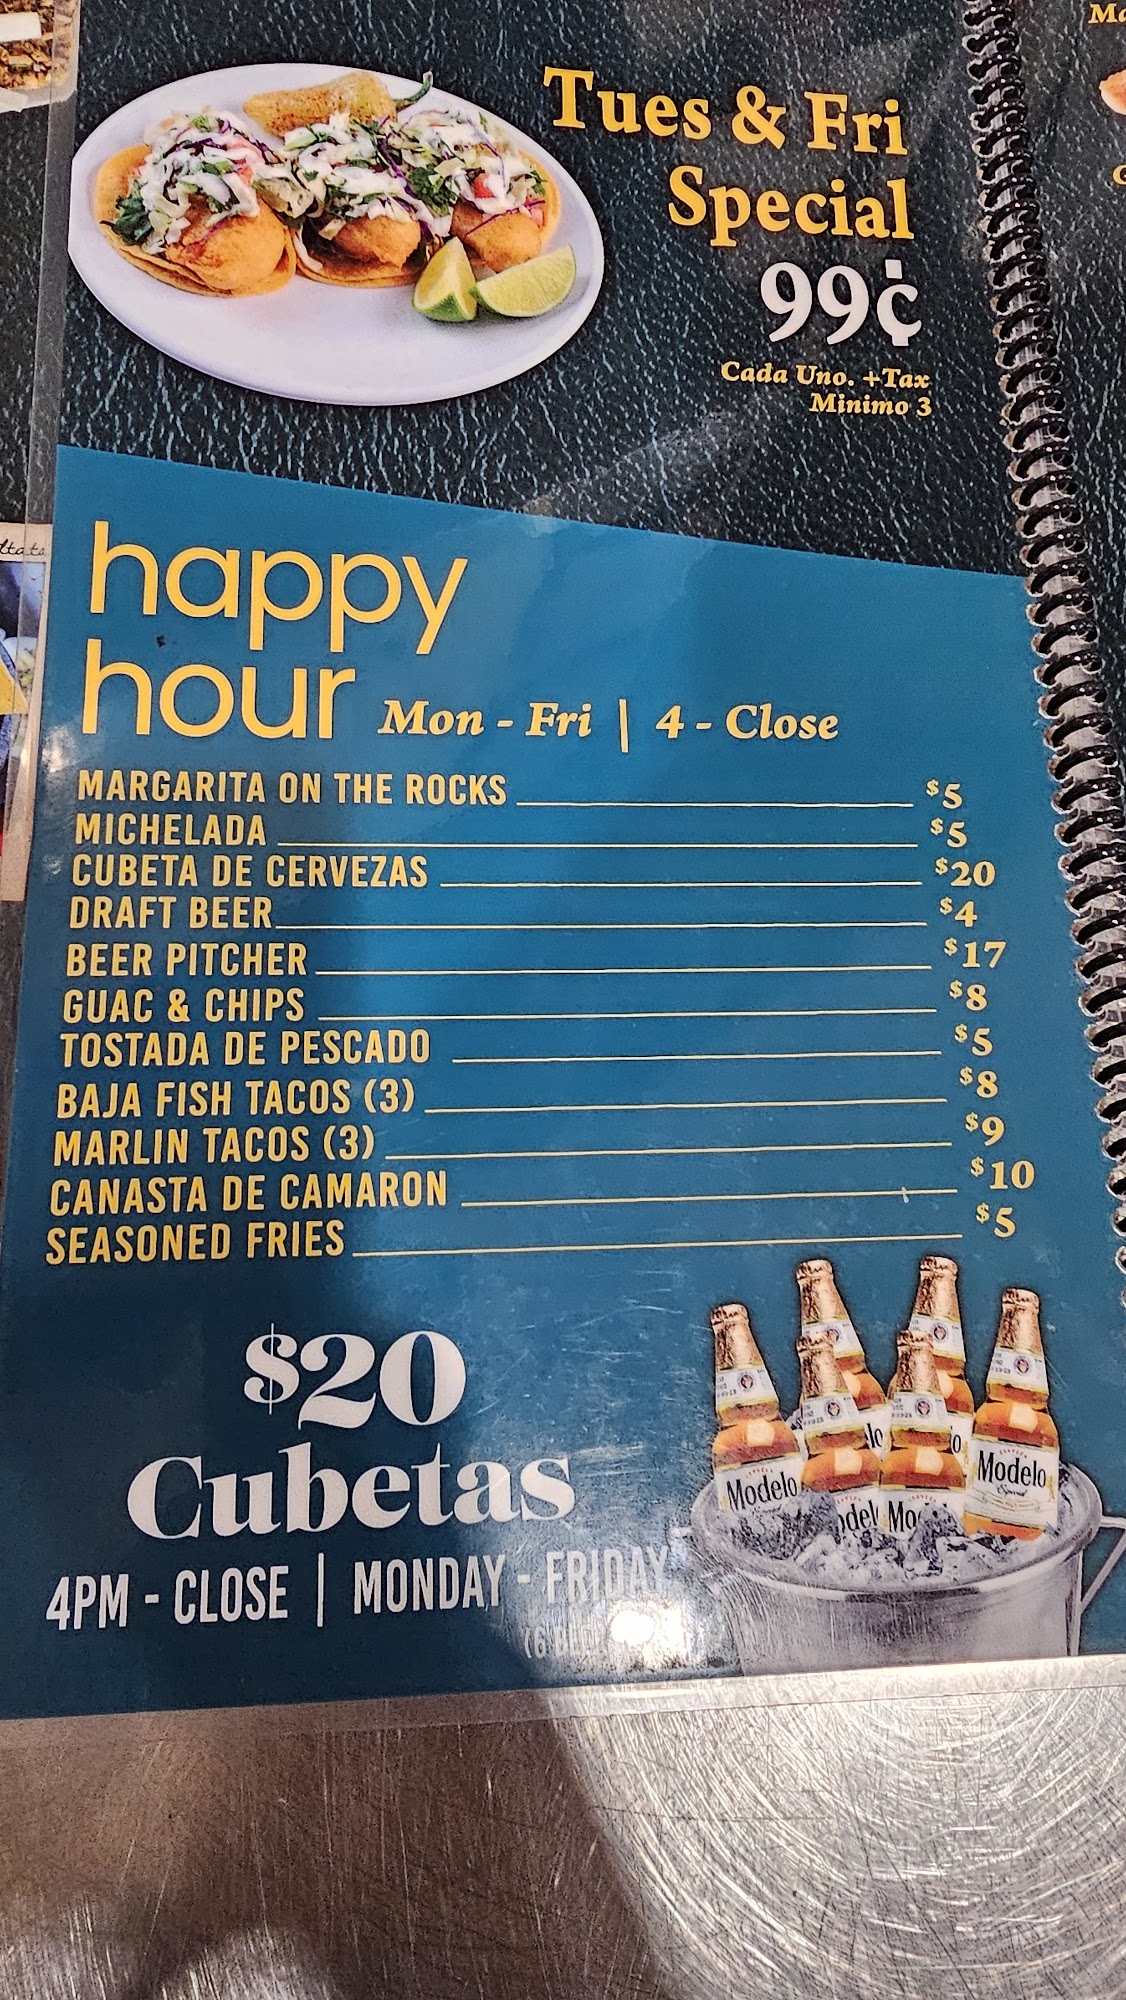 Tues & Fri
Special
99¢
Cada Uno. +Tax
Minimo 3
happy
hour Mon - Fri | 4 - Close
MARGARITA ON THE ROCKS $5
MICHELADA $5
CUBETA DE CERVEZAS $20
DRAFT BEER $4
BEER PITCHER $17
GUAC & CHIPS $8
TOSTADA DE PESCADO $5
BAJA FISH TACOS (3) $8
MARLIN TACOS (3) $9
CANASTA DE CAMARON $10
SEASONED FRIES $5
$20
Cubetas
4PM - CLOSE | MONDAY - FRIDAY
(6
Modelo
Modelo